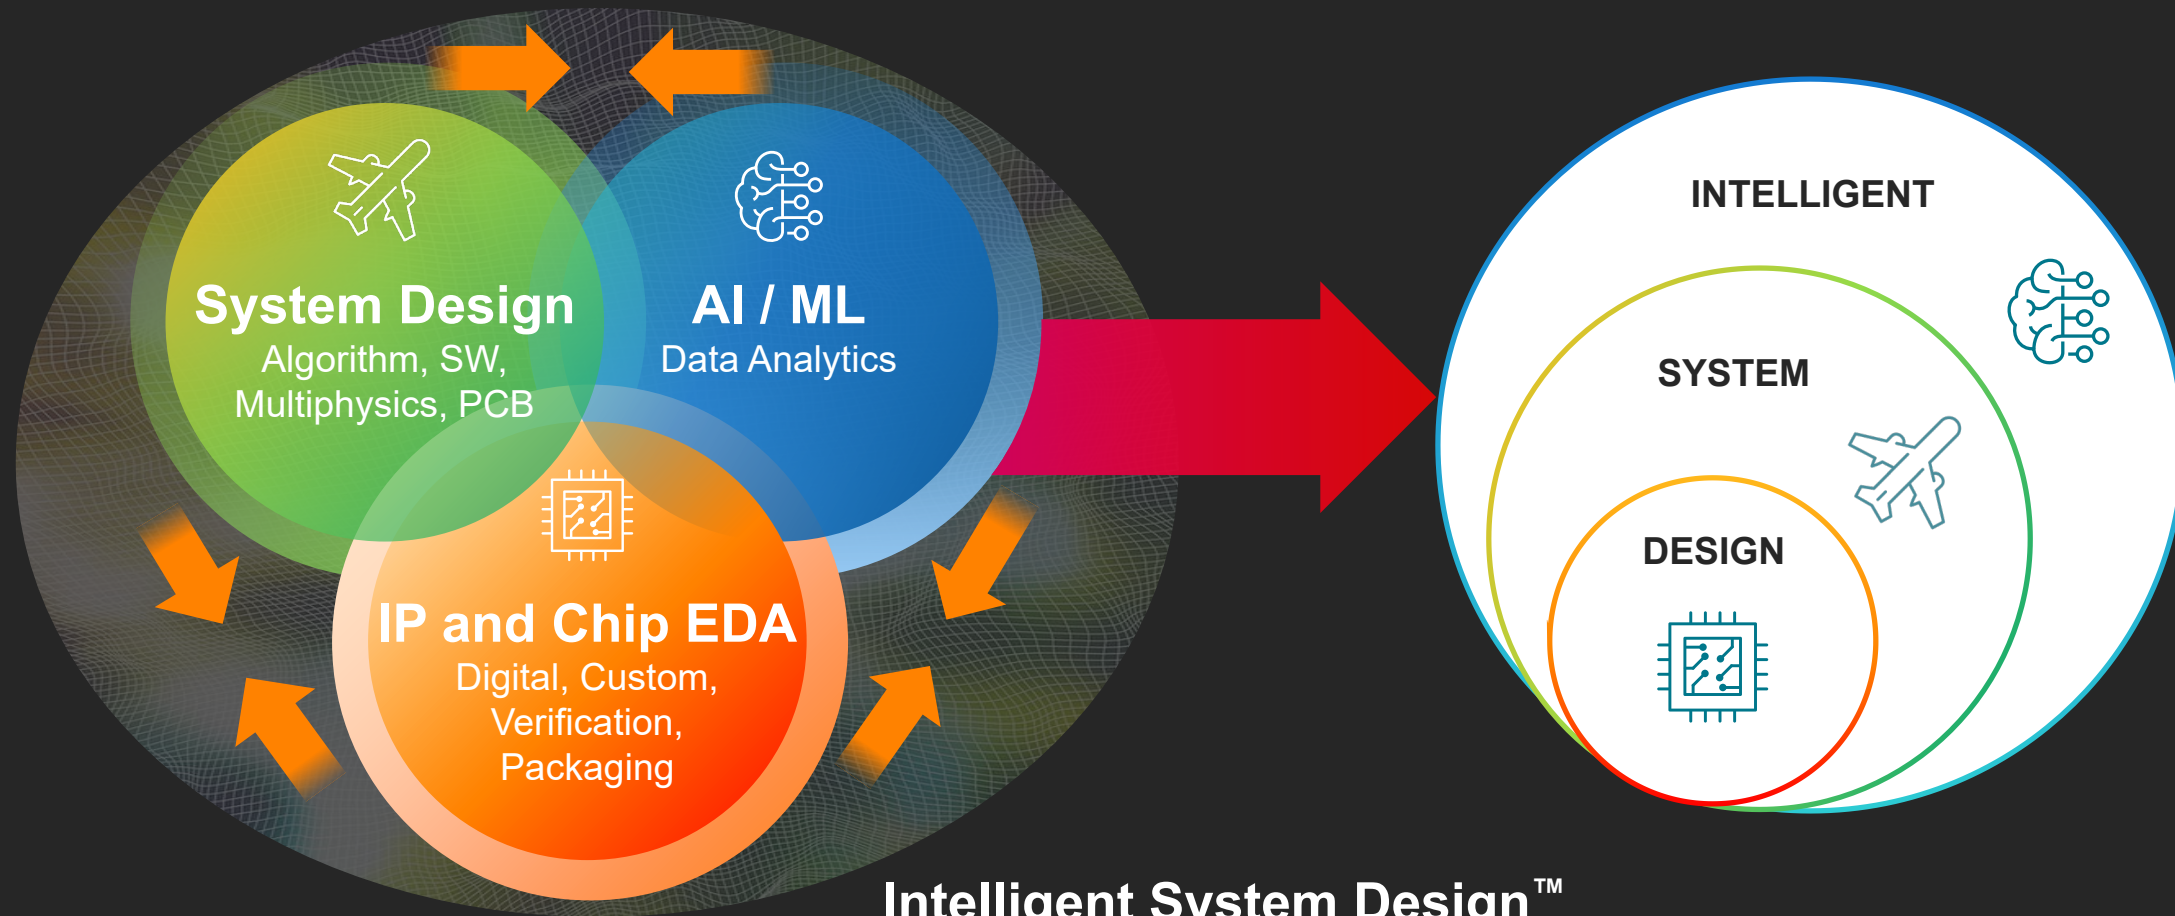 System Design
Algorithm, SW,
Multiphysics, PCB
AI / ML
Data Analytics
IP and Chip EDA
Digital, Custom,
Verification,
Packaging
INTELLIGENT
SYSTEM
DESIGN
Intelligent System Design™